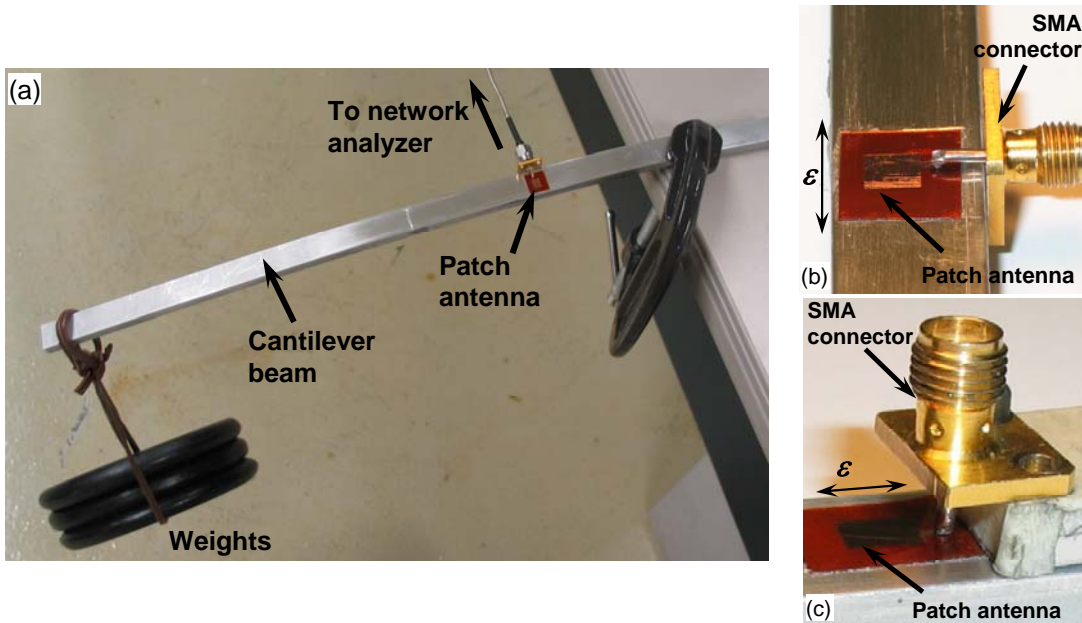 (a)
To network
analyzer
Patch
antenna
Cantilever
beam
Weights
SMA
connector
ε
(b)
Patch antenna
SMA
connector
ε
(c)
Patch antenna